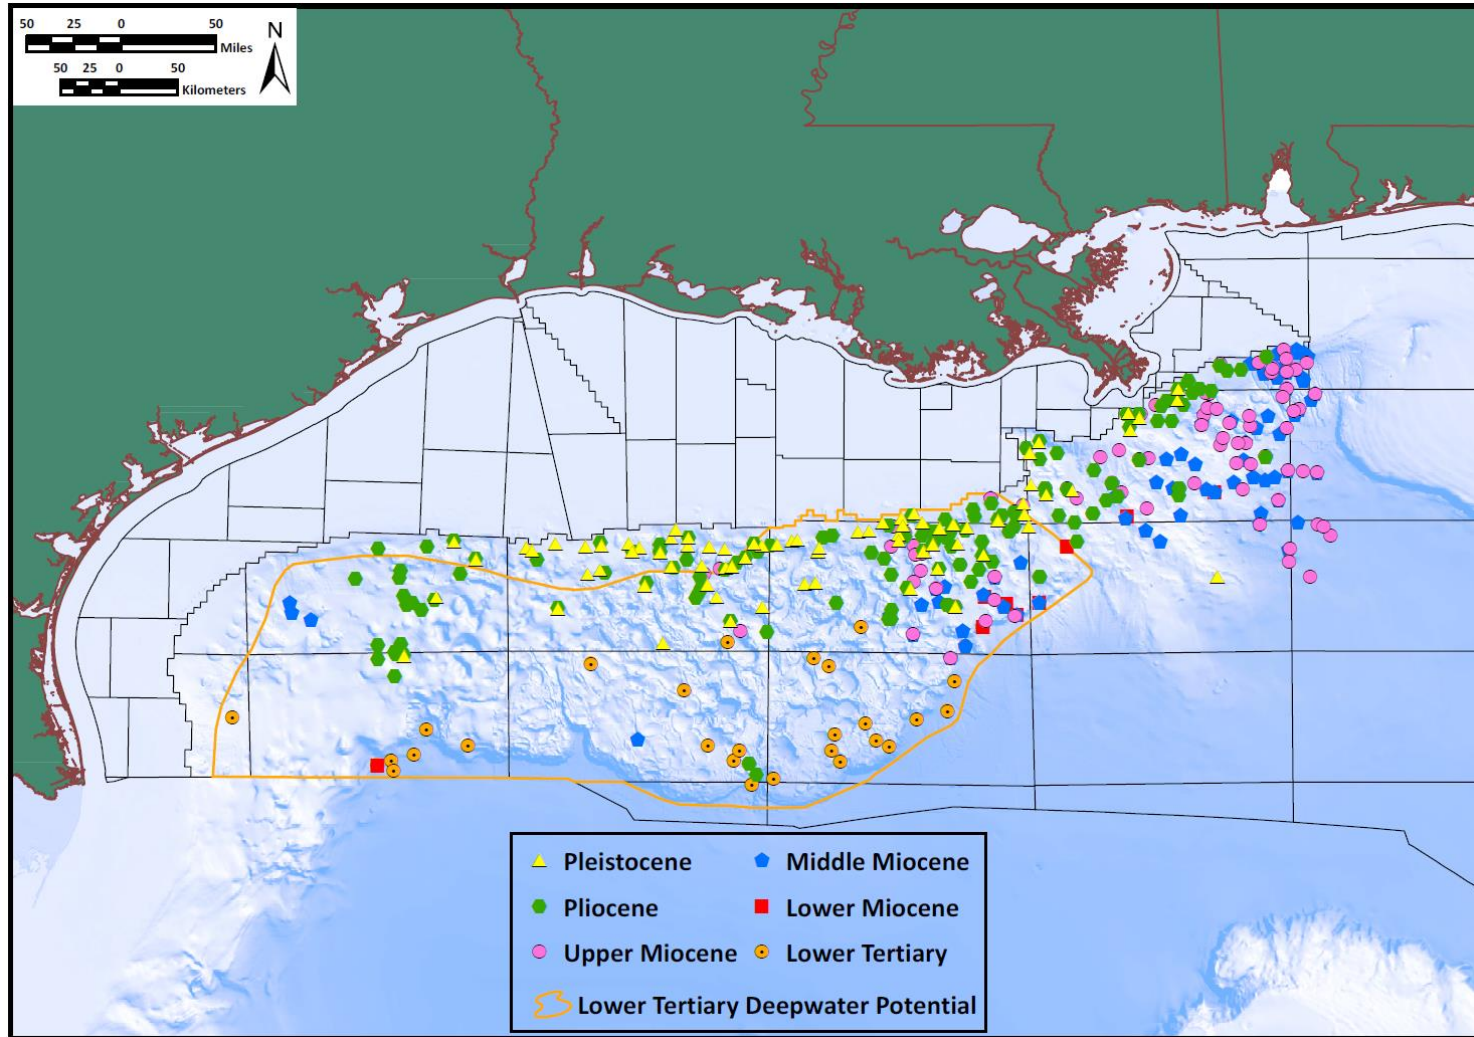 50 25 0 50
Miles
50 25 0 50
Kilometers
N
Pleistocene
Middle Miocene
Pliocene
Lower Miocene
Upper Miocene
Lower Tertiary
Lower Tertiary Deepwater Potential